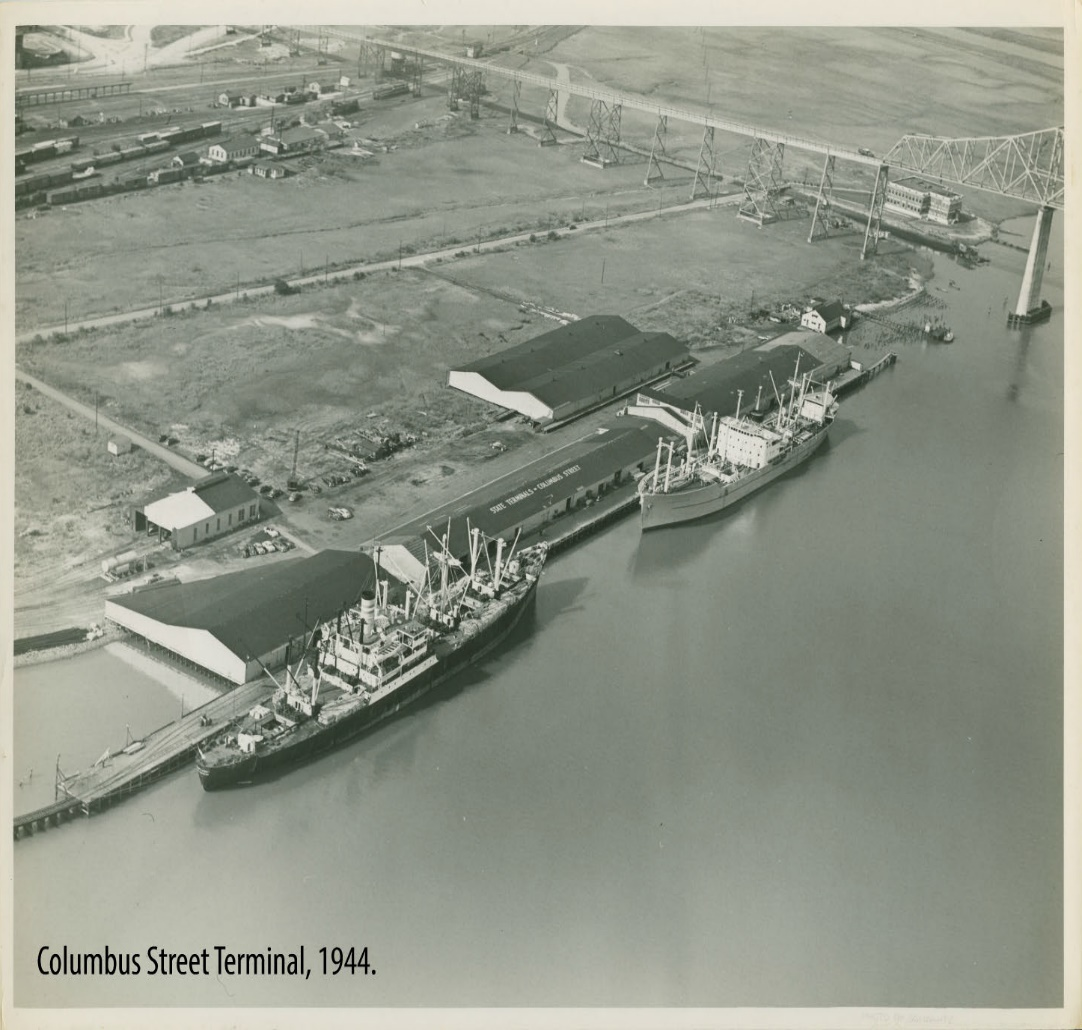 STATE TERMINALS - COLUMBUS STREET
Columbus Street Terminal, 1944.